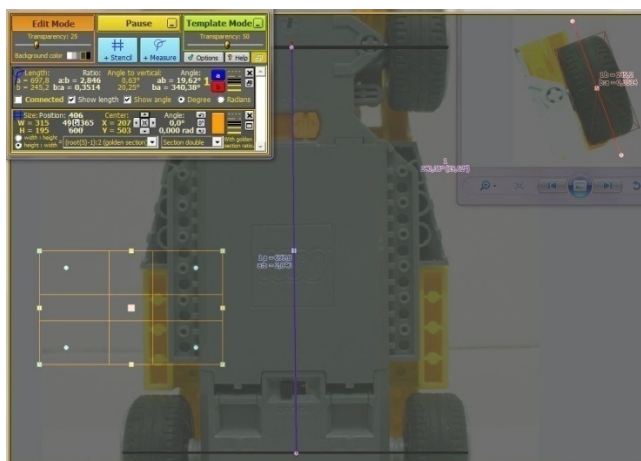 Edit Mode
Transparency: 25
Background color
Pause
+ Stencil
+ Measure
Template Mode
Transparency: 50
Options
? Help
Length: Ratio: Angle to vertical: Angle:
a = 697,8 a:b = 2,846 0,63° ab = 19,62° 1 a
b = 245,2 b:a = 0,3514 20,25° ba = 340,38° b
Connected Show length Show angle Degree Radians
Size: Position: 406 Center: Angle:
W = 315 365 X = 207 0,0°
H = 195 600 Y = 503 0,000 rad
width : height
height : width = (root(5)-1):2 (golden section Section double With golden section ratio